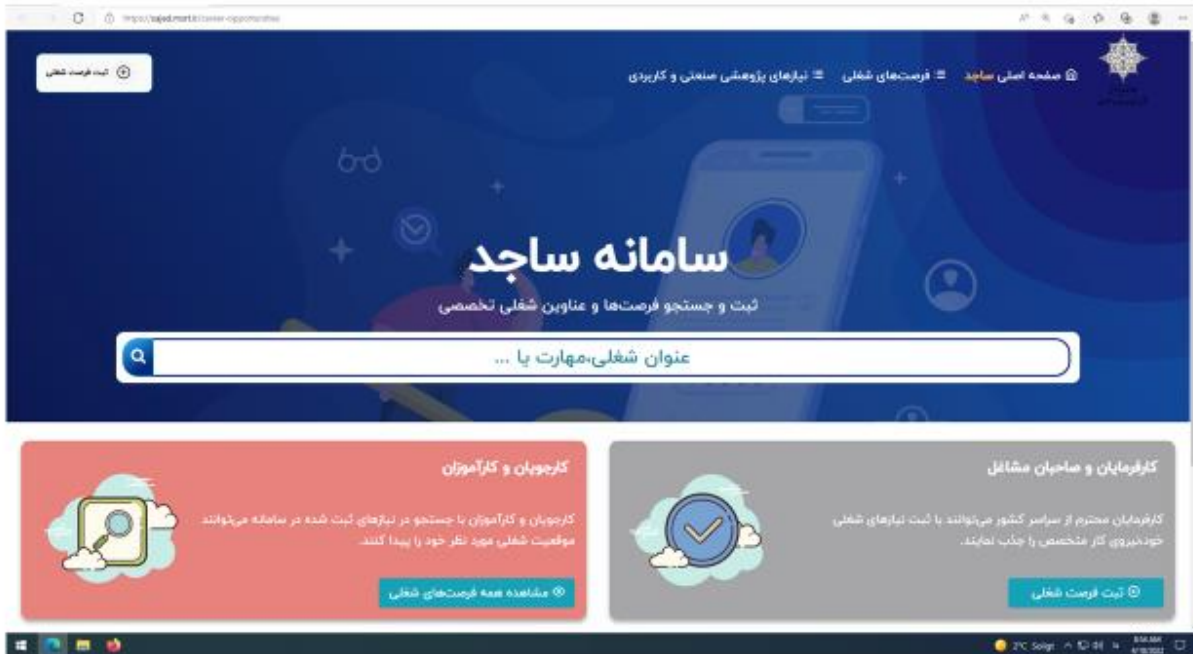 صفحه اصلی ساجد
فرصت‌های شغلی
نیازهای پژوهشی صنعتی و کاربردی
ثبت فرصت شغلی
سامانه ساجد
ثبت و جستجو فرصت‌ها و عناوین شغلی تخصصی
عنوان شغلی،مهارت یا ...
کارفرمایان و صاحبان مشاغل
کارفرمایان محترم از سراسر کشور می‌توانند با ثبت نیازهای شغلی
خودنیروی کار متخصص را جذب نمایند.
ثبت فرصت شغلی
کارجویان و کارآموزان
کارجویان و کارآموزان با جستجو در نیازهای ثبت شده در سامانه می‌توانند
موقعیت شغلی مورد نظر خود را پیدا کنند.
مشاهده همه فرصت‌های شغلی
2°C Solgt